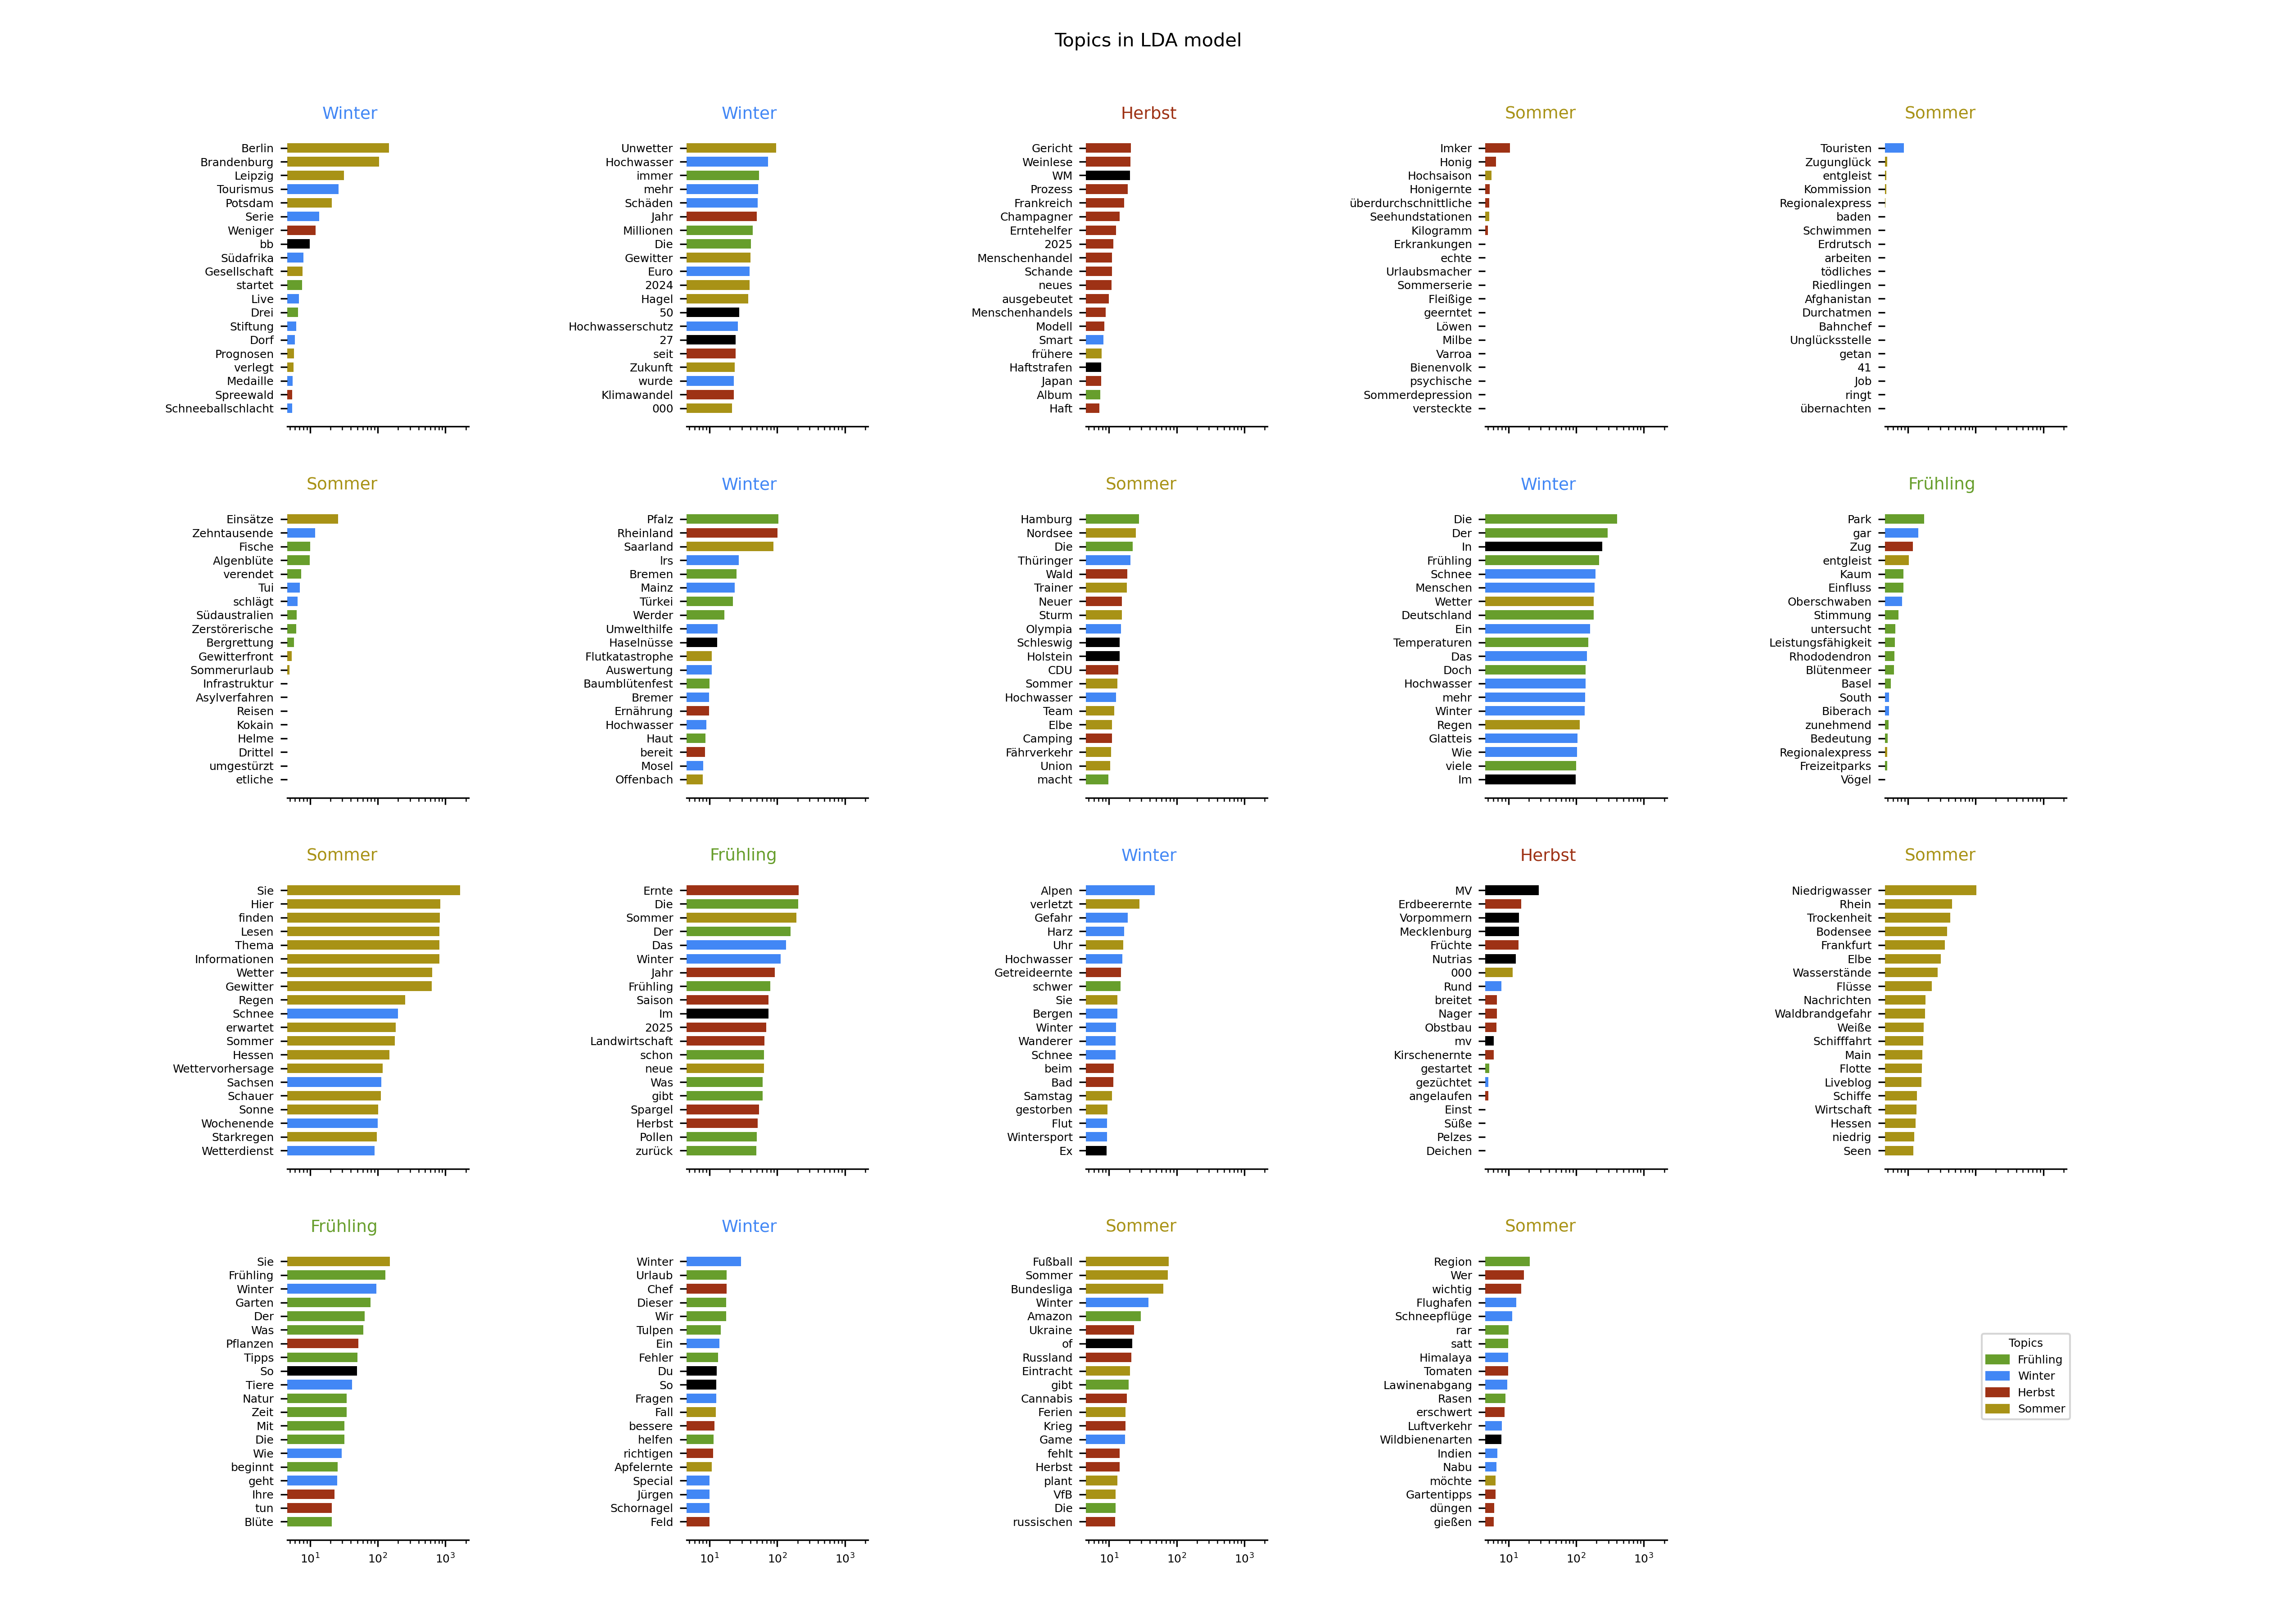 Topics in LDA model
Winter
Berlin
Brandenburg
Leipzig
Tourismus
Potsdam
Serie
Weniger
bb
Südafrika
Gesellschaft
startet
Live
Drei
Stiftung
Dorf
Prognosen
verlegt
Medaille
Spreewald
Schneeballschlacht
Winter
Unwetter
Hochwasser
immer
mehr
Schäden
Jahr
Millionen
Die
Gewitter
Euro
2024
Hagel
50
Hochwasserschutz
27
seit
Zukunft
wurde
Klimawandel
000
Herbst
Gericht
Weinlese
WM
Prozess
Frankreich
Champagner
Erntehelfer
2025
Menschenhandel
Schande
neues
ausgebeutet
Menschenhandels
Modell
Smart
frühere
Haftstrafen
Japan
Album
Haft
Sommer
Imker
Honig
Hochsaison
Honigernte
überdurchschnittliche
Seehundstationen
Kilogramm
Erkrankungen
echte
Urlaubsmacher
Sommerserie
Fleißige
geerntet
Löwen
Milbe
Varroa
Bienenvolk
psychische
Sommerdepression
versteckte
Sommer
Touristen
Zugunglück
entgleist
Kommission
Regionalexpress
baden
Schwimmen
Erdrutsch
arbeiten
tödliches
Riedlingen
Afghanistan
Durchatmen
Bahnchef
Unglücksstelle
getan
41
Job
ringt
übernachten
Sommer
Einsätze
Zehntausende
Fische
Algenblüte
verendet
Tui
schlägt
Südaustralien
Zerstörerische
Bergrettung
Gewitterfront
Sommerurlaub
Infrastruktur
Asylverfahren
Reisen
Kokain
Helme
Drittel
umgestürzt
etliche
Winter
Pfalz
Rheinland
Saarland
Irs
Bremen
Mainz
Türkei
Werder
Umwelthilfe
Haselnüsse
Flutkatastrophe
Auswertung
Baumblütenfest
Bremer
Ernährung
Hochwasser
Haut
bereit
Mosel
Offenbach
Sommer
Hamburg
Nordsee
Die
Thüringer
Wald
Trainer
Neuer
Sturm
Olympia
Schleswig
Holstein
CDU
Sommer
Hochwasser
Team
Elbe
Camping
Fährverkehr
Union
macht
Winter
Die
Der
In
Frühling
Schnee
Menschen
Wetter
Deutschland
Ein
Temperaturen
Das
Doch
Hochwasser
mehr
Winter
Regen
Glatteis
Wie
viele
Im
Frühling
Park
gar
Zug
entgleist
Kaum
Einfluss
Oberschwaben
Stimmung
untersucht
Leistungsfähigkeit
Rhododendron
Blütenmeer
Basel
South
Biberach
zunehmend
Bedeutung
Regionalexpress
Freizeitparks
Vögel
Sommer
Sie
Hier
finden
Lesen
Thema
Informationen
Wetter
Gewitter
Regen
Schnee
erwartet
Sommer
Hessen
Wettervorhersage
Sachsen
Schauer
Sonne
Wochenende
Starkregen
Wetterdienst
Frühling
Ernte
Die
Sommer
Der
Das
Winter
Jahr
Frühling
Saison
Im
2025
Landwirtschaft
schon
neue
Was
gibt
Spargel
Herbst
Pollen
zurück
Winter
Alpen
verletzt
Gefahr
Harz
Uhr
Hochwasser
Getreideernte
schwer
Sie
Bergen
Winter
Wanderer
Schnee
beim
Bad
Samstag
gestorben
Flut
Wintersport
Ex
Herbst
MV
Erdbeerernte
Vorpommern
Mecklenburg
Früchte
Nutrias
000
Rund
breitet
Nager
Obstbau
mv
Kirschenernte
gestartet
gezüchtet
angelaufen
Einst
Süße
Pelzes
Deichen
Sommer
Niedrigwasser
Rhein
Trockenheit
Bodensee
Frankfurt
Elbe
Wasserstände
Flüsse
Nachrichten
Waldbrandgefahr
Weiße
Schifffahrt
Main
Flotte
Liveblog
Schiffe
Wirtschaft
Hessen
niedrig
Seen
Frühling
Sie
Frühling
Winter
Garten
Der
Was
Pflanzen
Tipps
So
Tiere
Natur
Zeit
Mit
Die
Wie
beginnt
geht
Ihre
tun
Blüte
10¹ 10² 10³
Winter
Winter
Urlaub
Chef
Dieser
Wir
Tulpen
Ein
Fehler
Du
So
Fragen
Fall
bessere
helfen
richtigen
Apfelernte
Special
Jürgen
Schornagel
Feld
10¹ 10² 10³
Sommer
Fußball
Sommer
Bundesliga
Winter
Amazon
Ukraine
of
Russland
Eintracht
gibt
Cannabis
Ferien
Krieg
Game
fehlt
Herbst
plant
VfB
Die
russischen
10¹ 10² 10³
Sommer
Region
Wer
wichtig
Flughafen
Schneepflüge
rar
satt
Himalaya
Tomaten
Lawinenabgang
Rasen
erschwert
Luftverkehr
Wildbienenarten
Indien
Nabu
möchte
Gartentipps
düngen
gießen
10¹ 10² 10³
Topics
Frühling
Winter
Herbst
Sommer